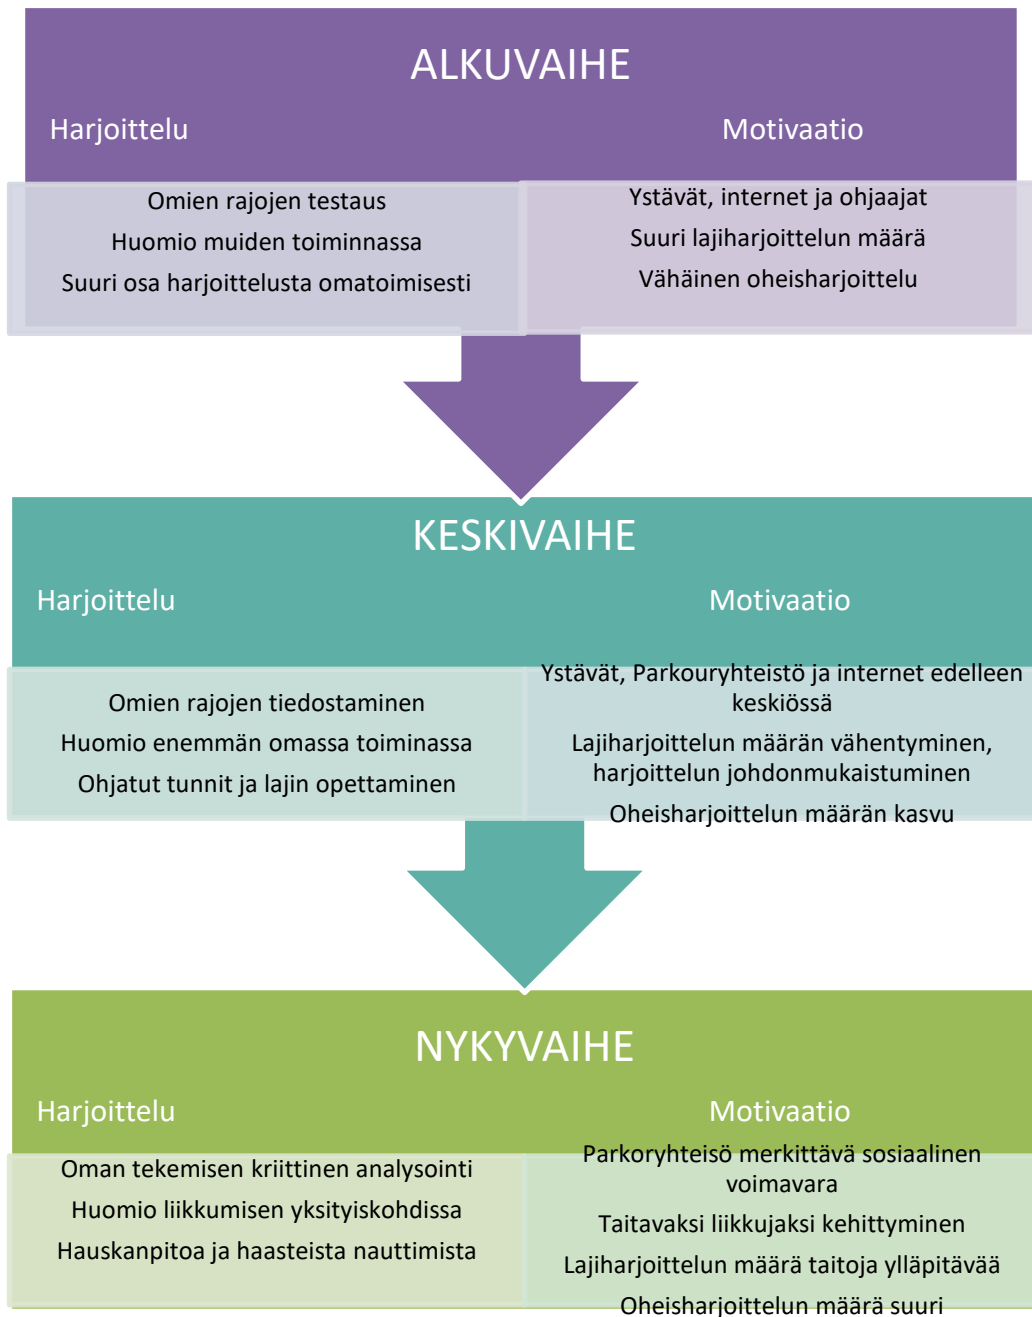 ALKUVAIHE
Harjoittelu
Motivaatio
Omien rajojen testaus
Huomio muiden toiminnassa
Suuri osa harjoittelusta omatoimisesti
Ystävät, internet ja ohjaajat
Suuri lajiharjoittelun määrä
Vähäinen oheisharjoittelu
KESKIVAIHE
Harjoittelu
Motivaatio
Omien rajojen tiedostaminen
Huomio enemmän omassa toiminassa
Ohjatut tunnit ja lajin opettaminen
Ystävät, Parkouryhteistö ja internet edelleen
keskiössä
Lajiharjoittelun määrän vähentyminen,
harjoittelun johdonmukaistuminen
Oheisharjoittelun määrän kasvu
NYKYVAIHE
Harjoittelu
Motivaatio
Oman tekemisen kriittinen analysointi
Huomio liikkumisen yksityiskohdissa
Hauskanpitoa ja haasteista nauttimista
Parkoryhteisö merkittävä sosiaalinen
voimavara
Taitavaksi liikkujaksi kehittyminen
Lajiharjoittelun määrä taitoja ylläpitävää
Oheisharjoittelun määrä suuri